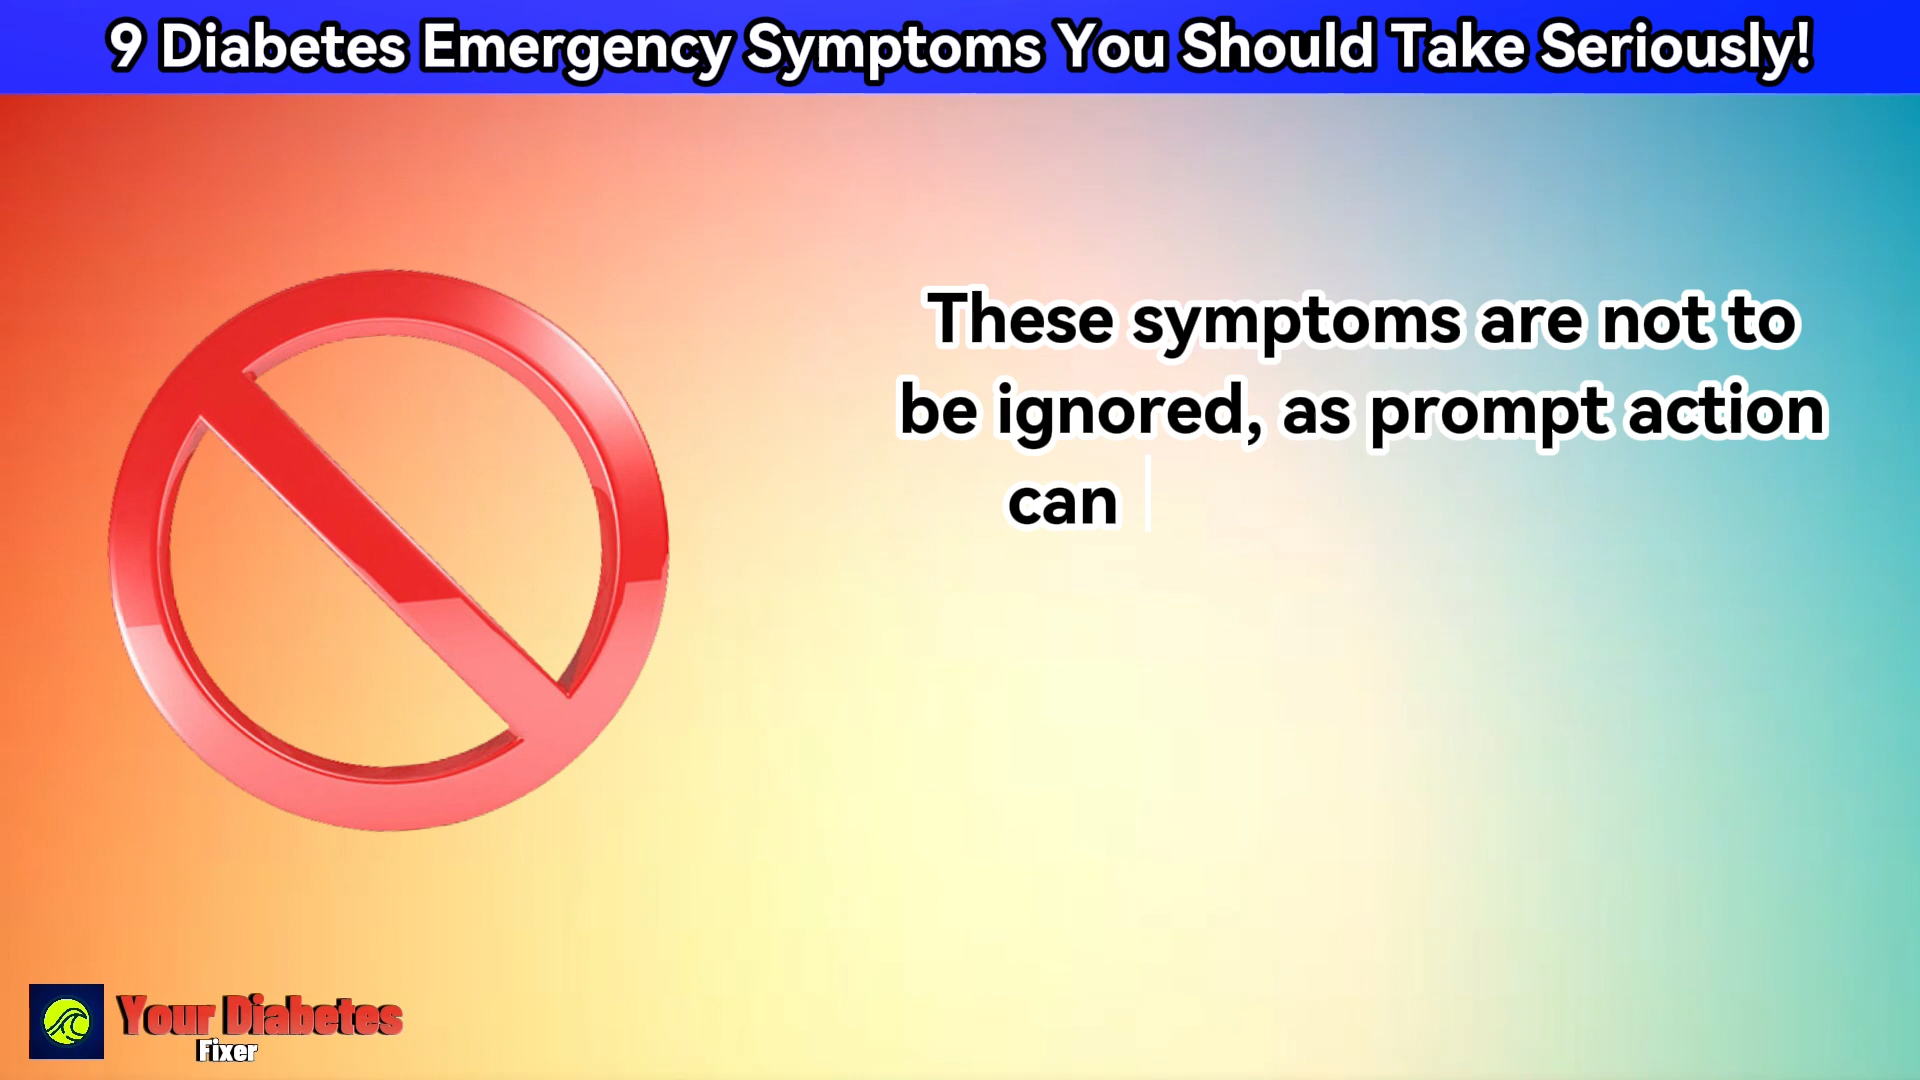 9 Diabetes Emergency Symptoms You Should Take Seriously!
These symptoms are not to
be ignored, as prompt action
can
Your Diabetes
Fixer